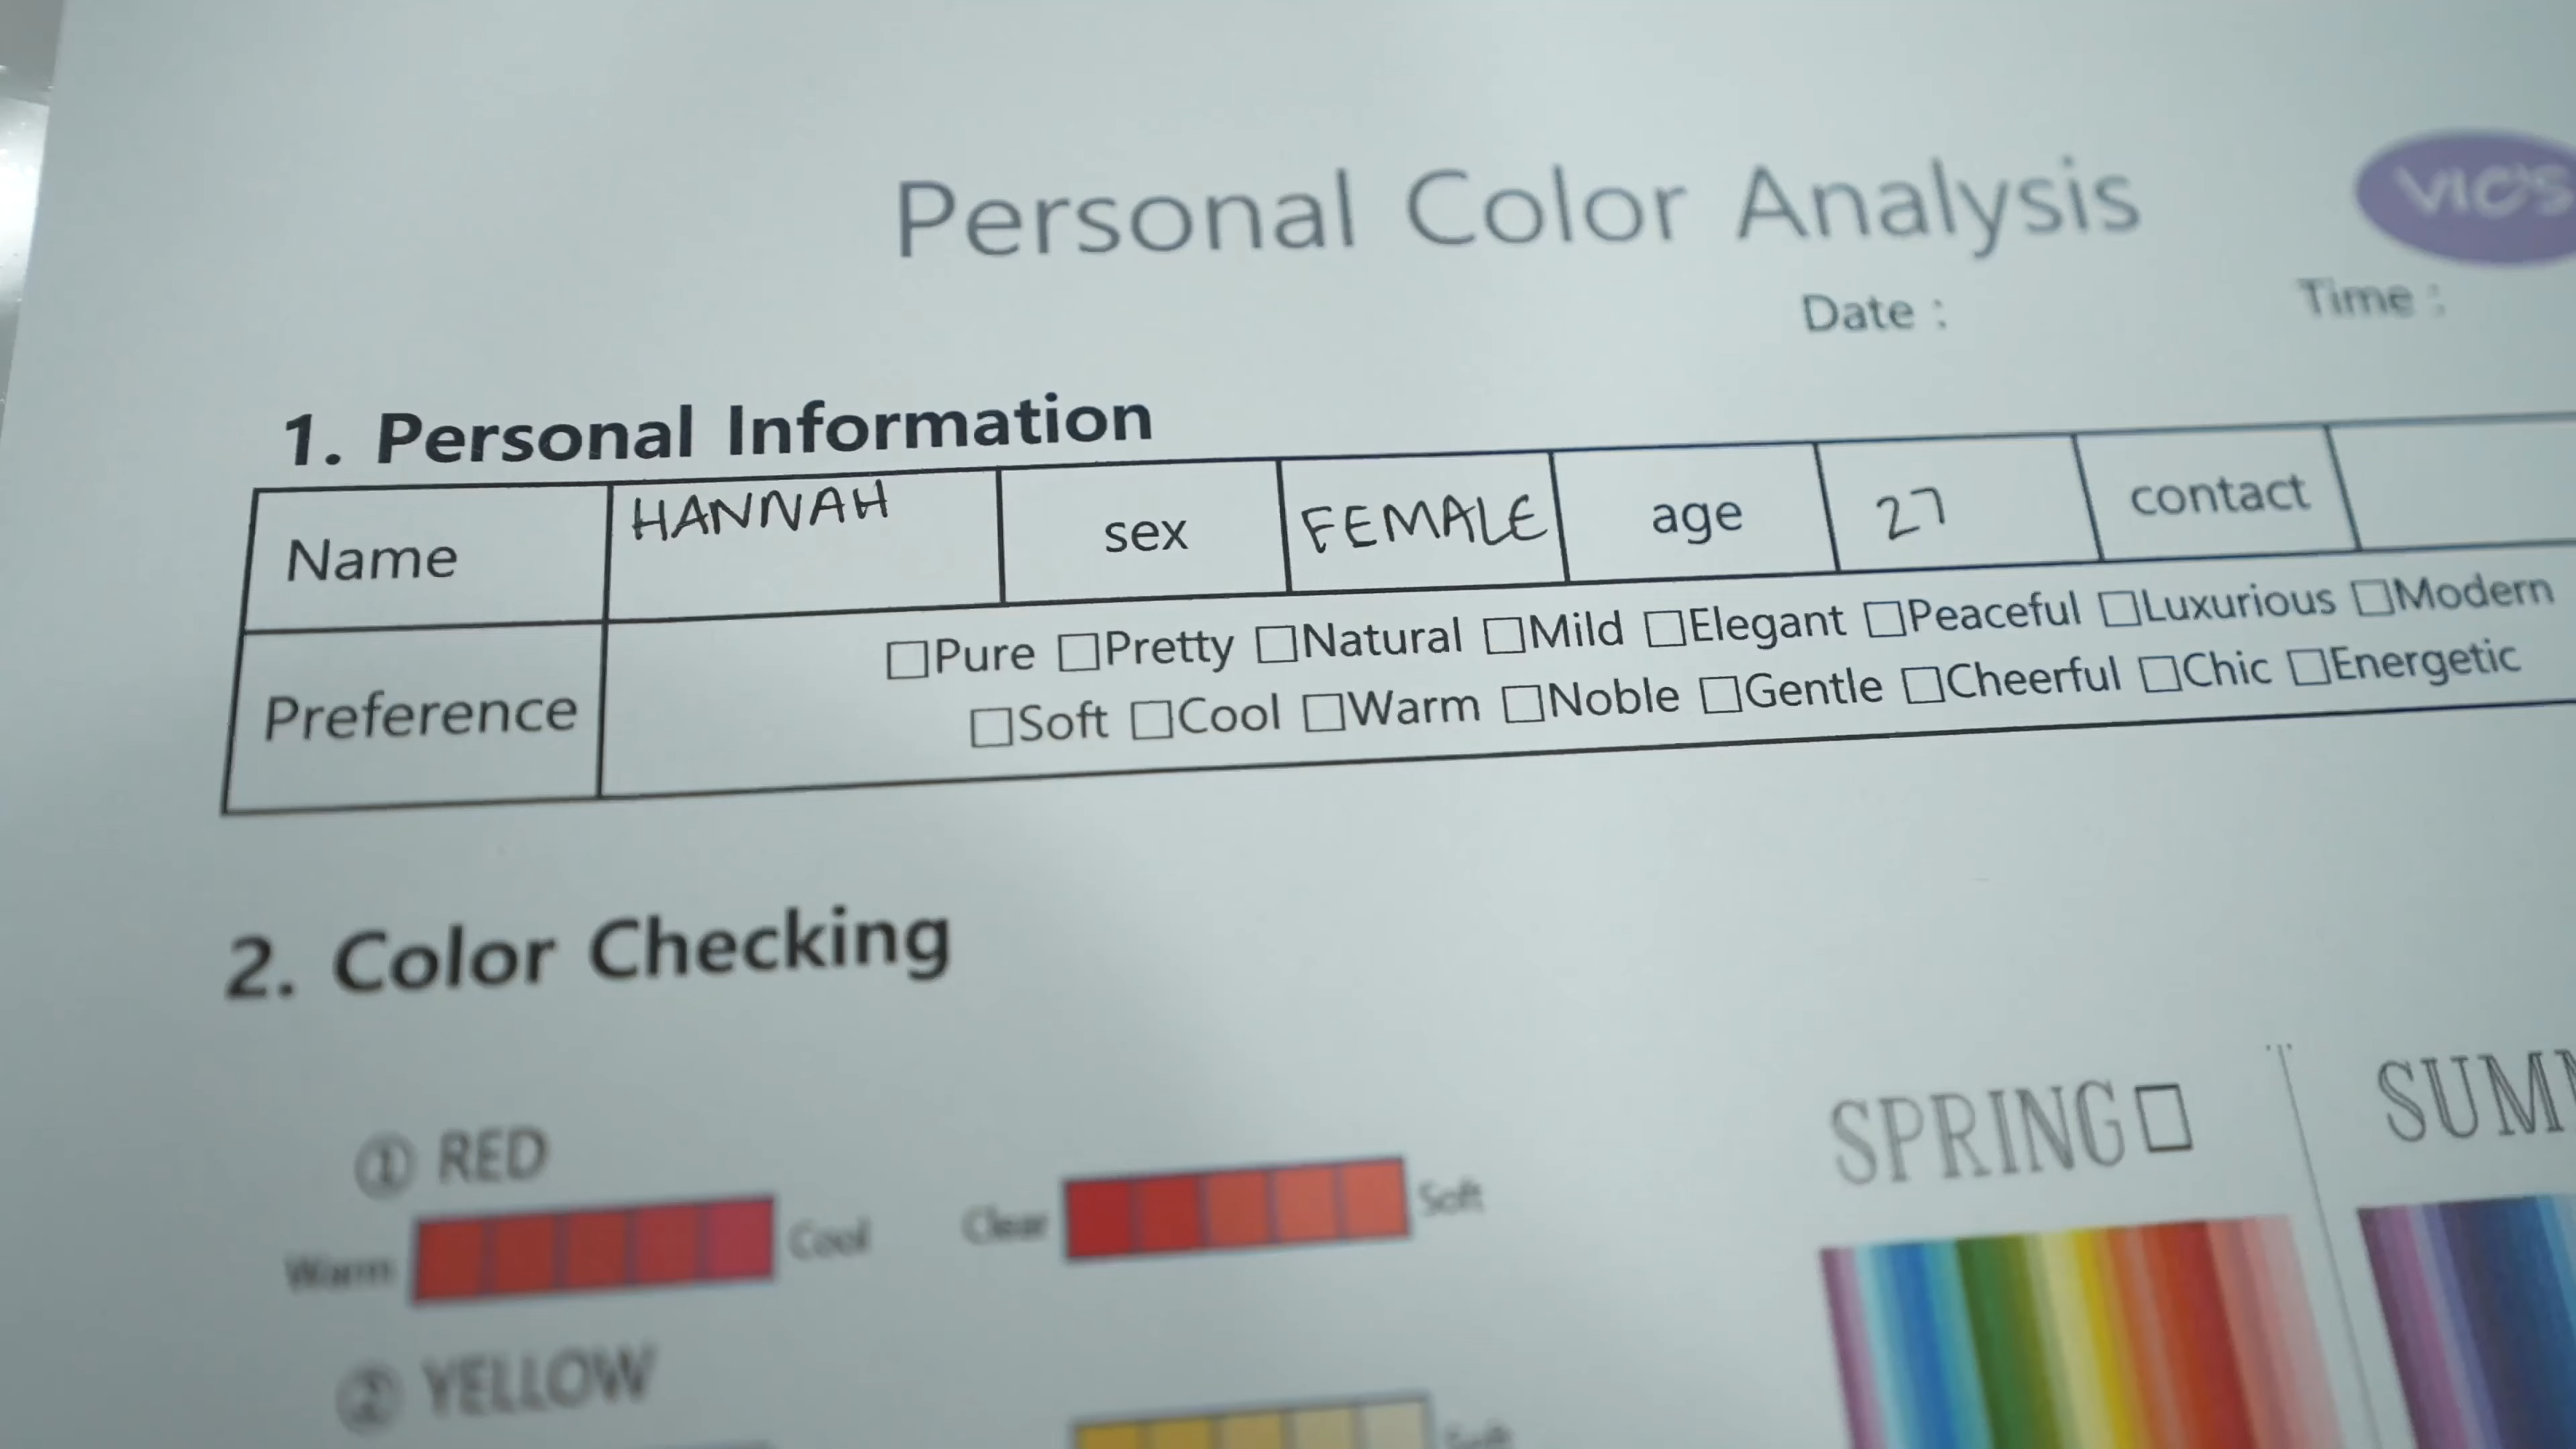 Personal Color Analysis
VIC'S
Date :
Time :
1. Personal Information
Name HANNAH sex FEMALE age 27 contact
Preference
□Pure □Pretty □Natural □Mild □Elegant □Peaceful □Luxurious □Modern
□Soft □Cool □Warm □Noble □Gentle □Cheerful □Chic □Energetic
2. Color Checking
① RED
Warm Cool Clear Soft
② YELLOW
Soft
SPRING□
SUMM